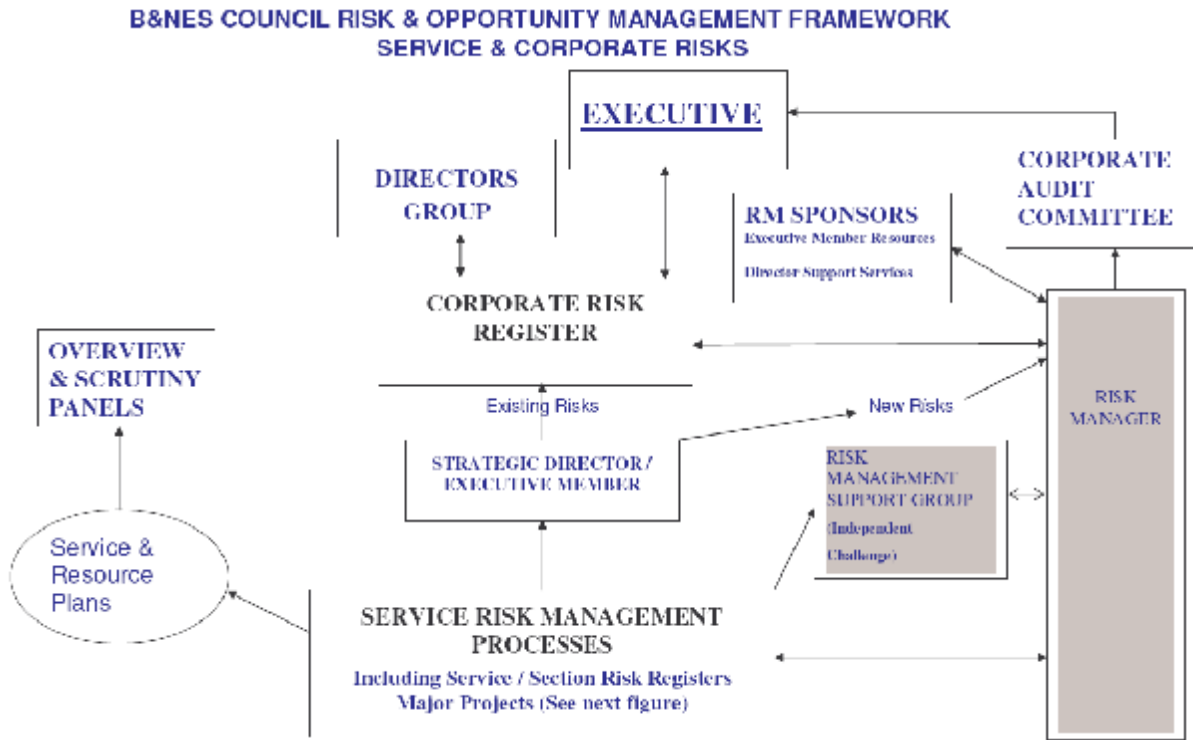 B&NES COUNCIL RISK & OPPORTUNITY MANAGEMENT FRAMEWORK
SERVICE & CORPORATE RISKS
EXECUTIVE
DIRECTORS
GROUP
CORPORATE
AUDIT
COMMITTEE
RM SPONSORS
Executive Member Resources
Director Support Services
CORPORATE RISK
REGISTER
OVERVIEW
& SCRUTINY
PANELS
Existing Risks
New Risks
RISK
MANAGER
STRATEGIC DIRECTOR /
EXECUTIVE MEMBER
RISK
MANAGEMENT
SUPPORT GROUP
(Independent
Challenge)
Service &
Resource
Plans
SERVICE RISK MANAGEMENT
PROCESSES
Including Service / Section Risk Registers
Major Projects (See next figure)